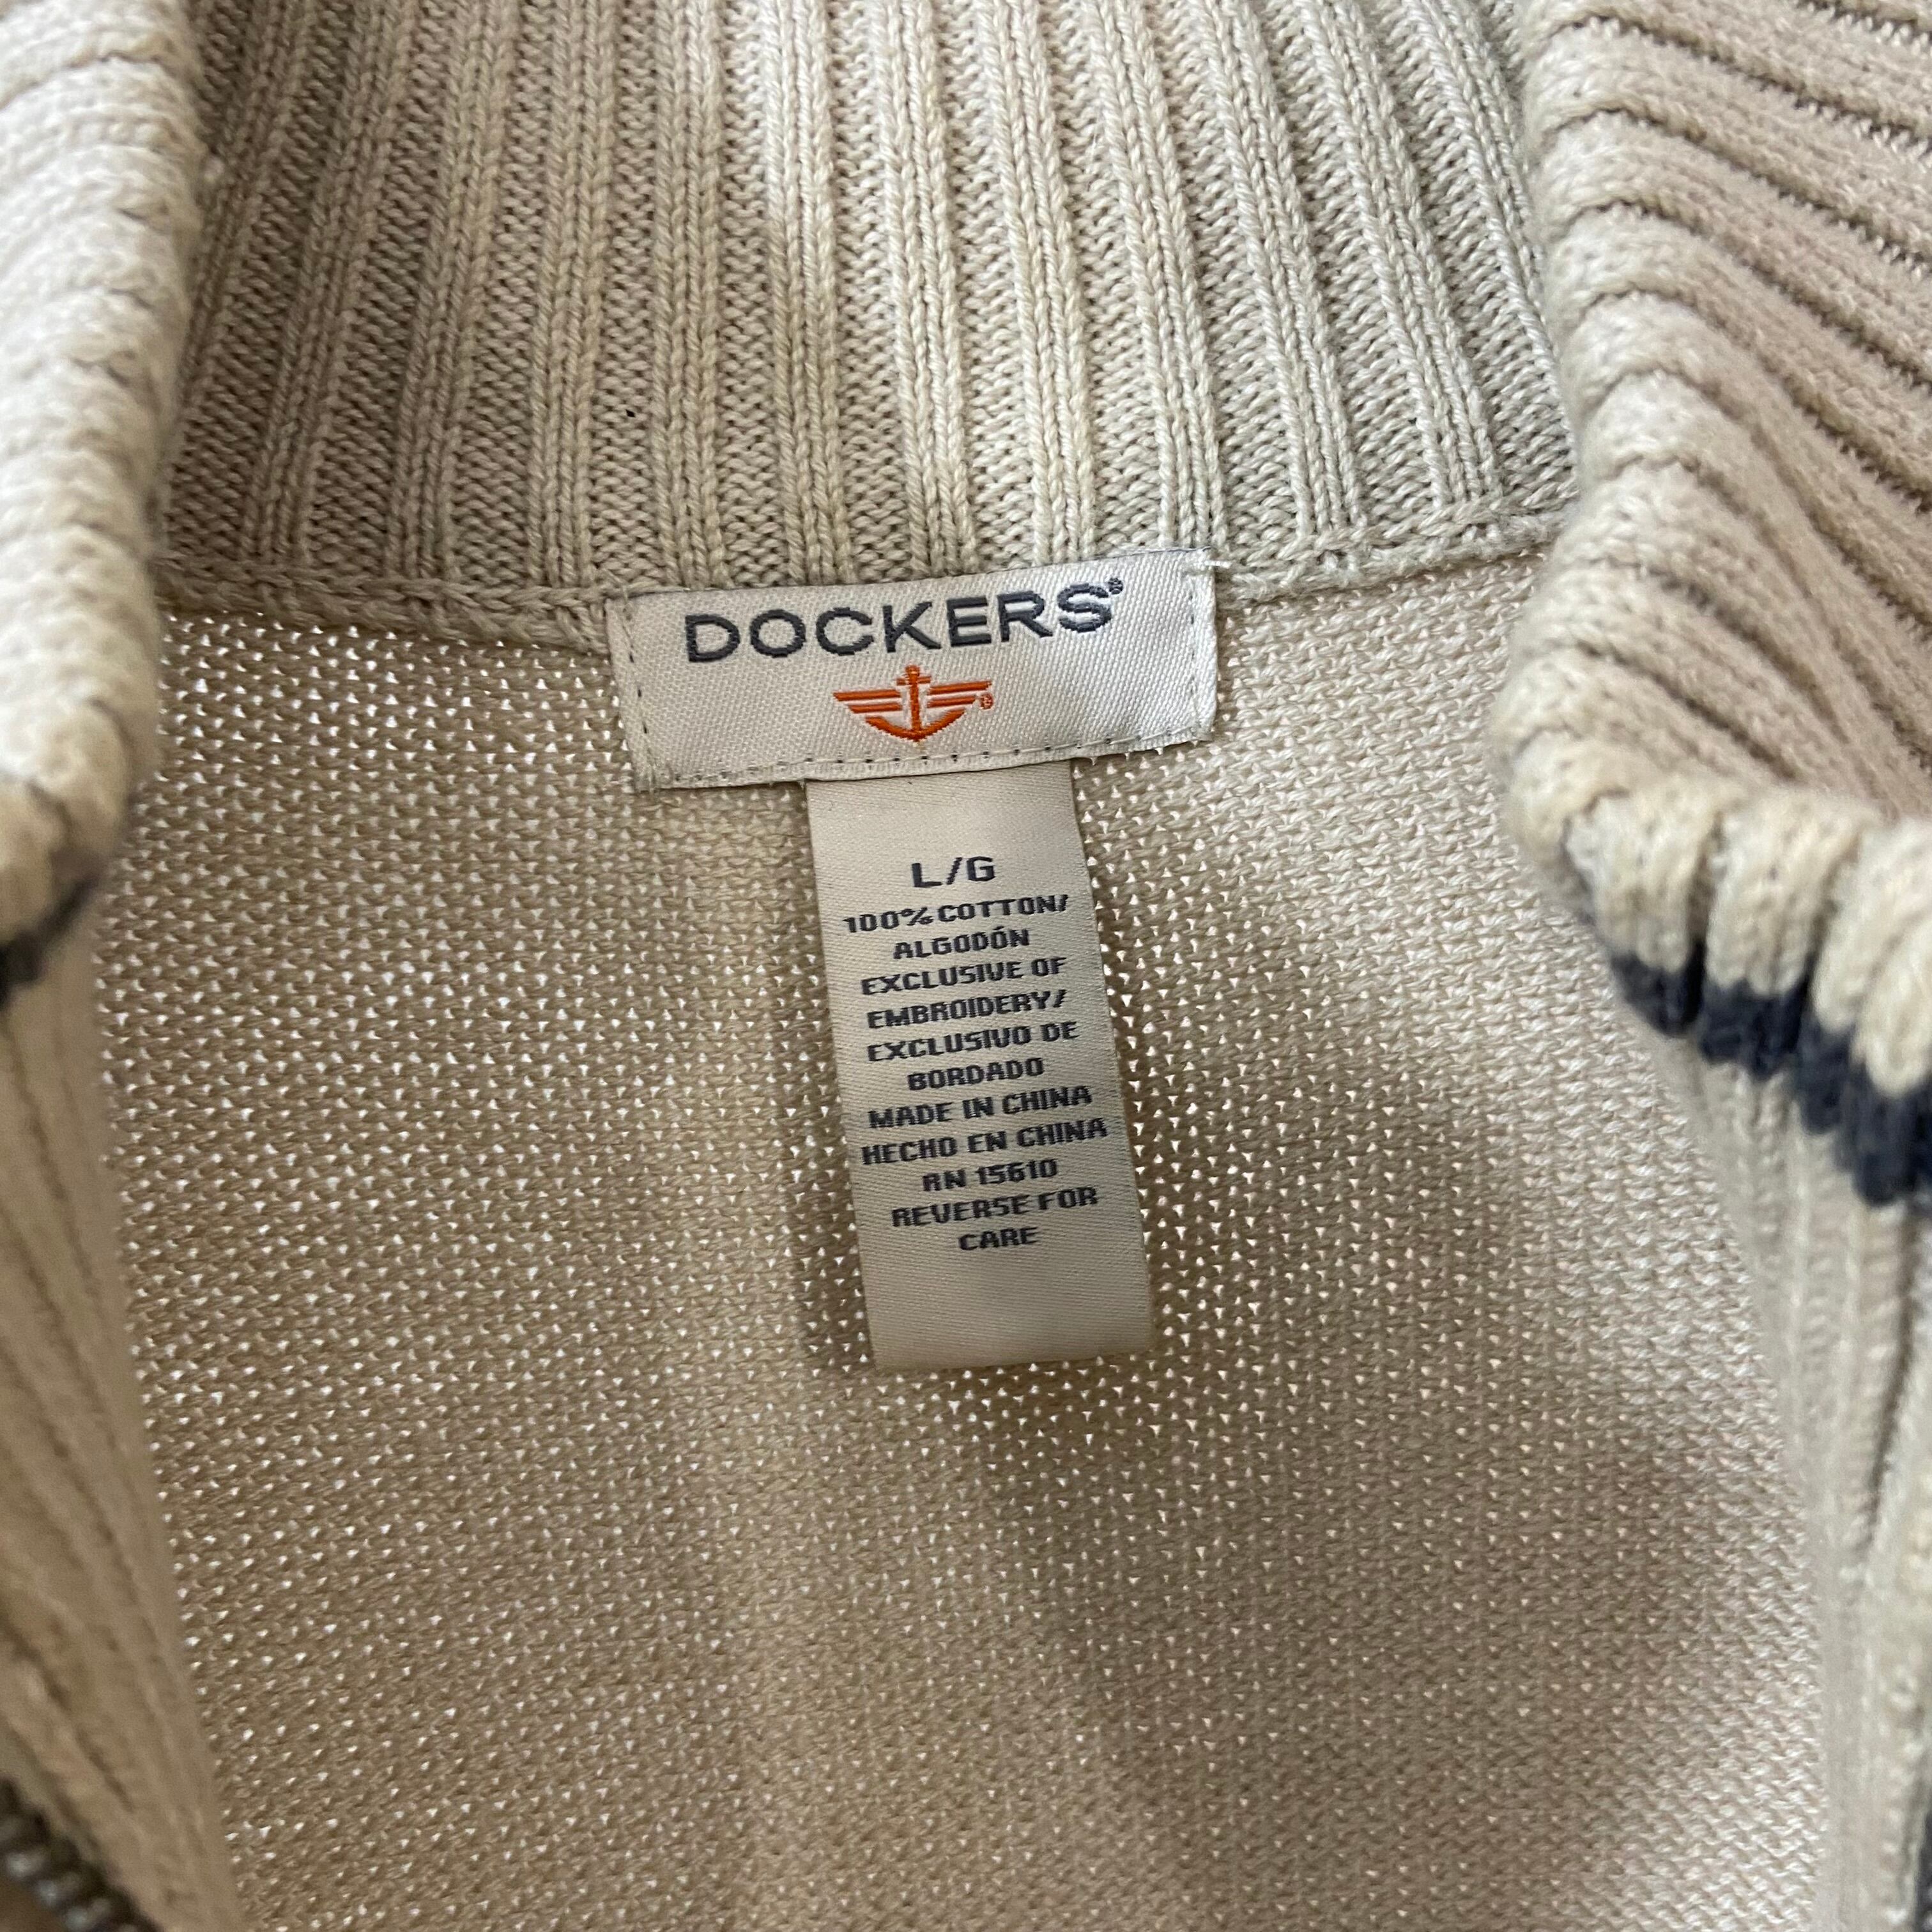 DOCKERS®
®
L/G
100% COTTON/
ALGODÓN
EXCLUSIVE OF
EMBROIDERY/
EXCLUSIVO DE
BORDADO
MADE IN CHINA
HECHO EN CHINA
RN 15610
REVERSE FOR
CARE